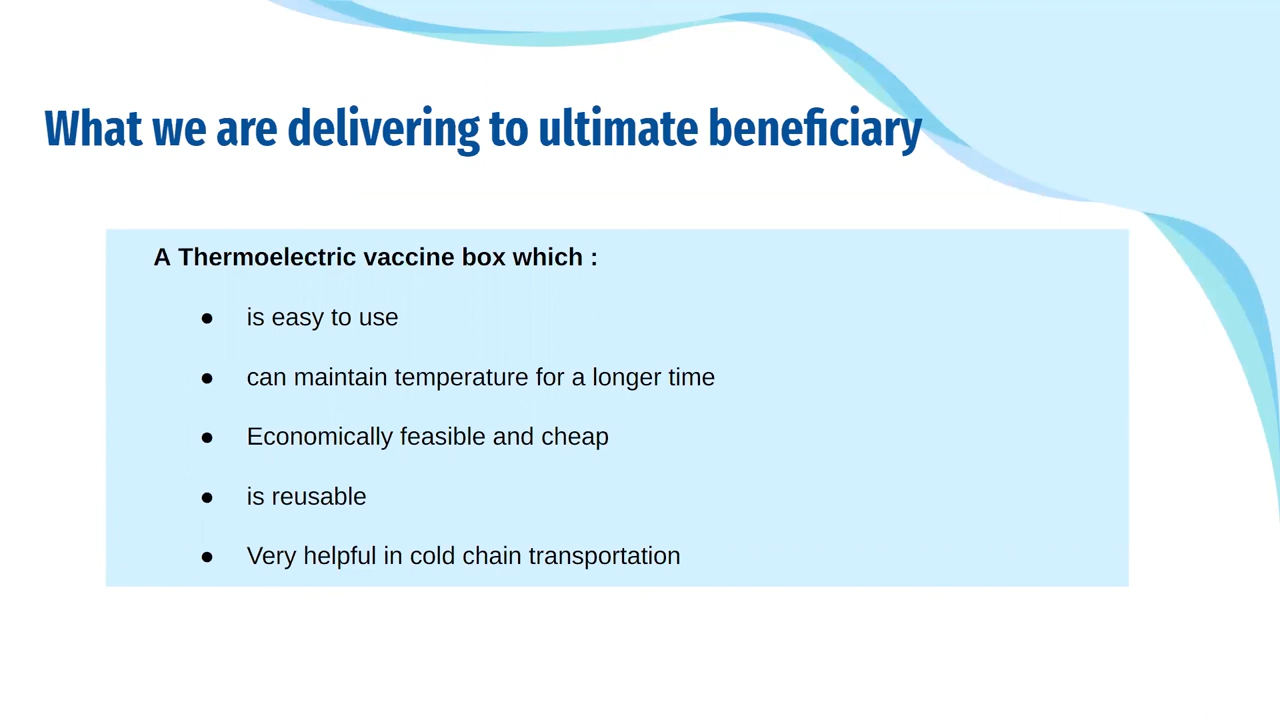 What we are delivering to ultimate beneficiary
A Thermoelectric vaccine box which :
● is easy to use
● can maintain temperature for a longer time
● Economically feasible and cheap
● is reusable
● Very helpful in cold chain transportation